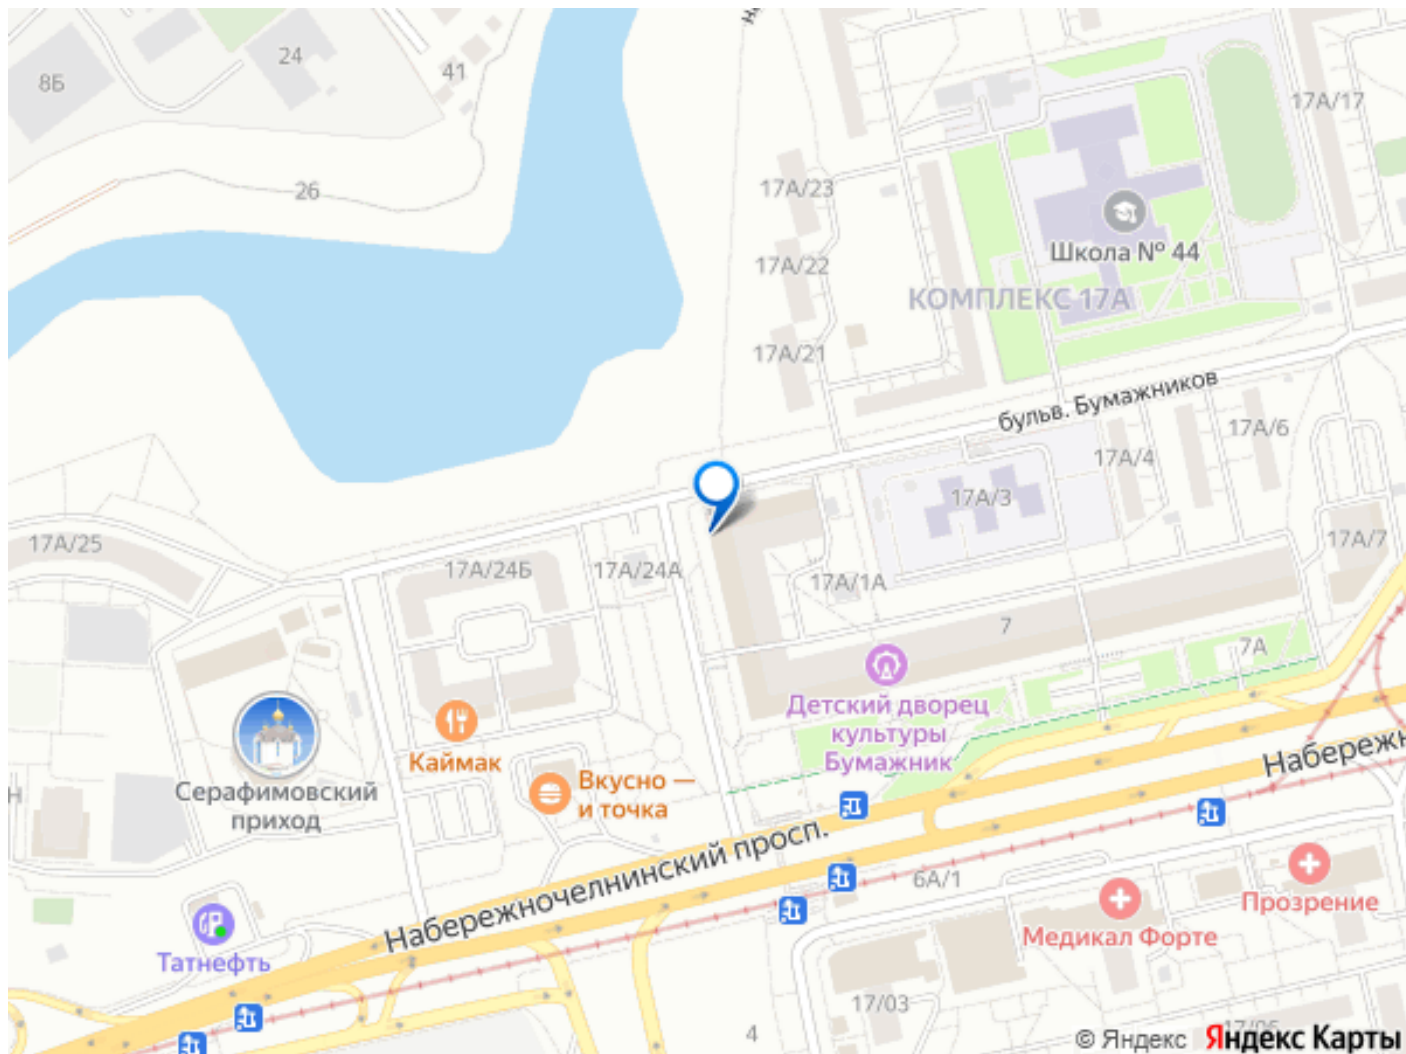 24
8Б
41
17А/17
26
17А/23
Школа № 44
17А/22
КОМПЛЕКС 17А
17А/21
бульв. Бумажников
17А/6
17А/4
17А/3
17А/7
17А/25
17А/24Б
17А/24А
17А/1А
7
7А
Детский дворец
культуры
Бумажник
Каймак
Вкусно —
и точка
Серафимовский
приход
Н
Набережн
Набережночелнинский просп.
6А/1
Прозрение
Медикал Форте
Татнефть
17/03
4
© Яндекс
Яндекс Карты